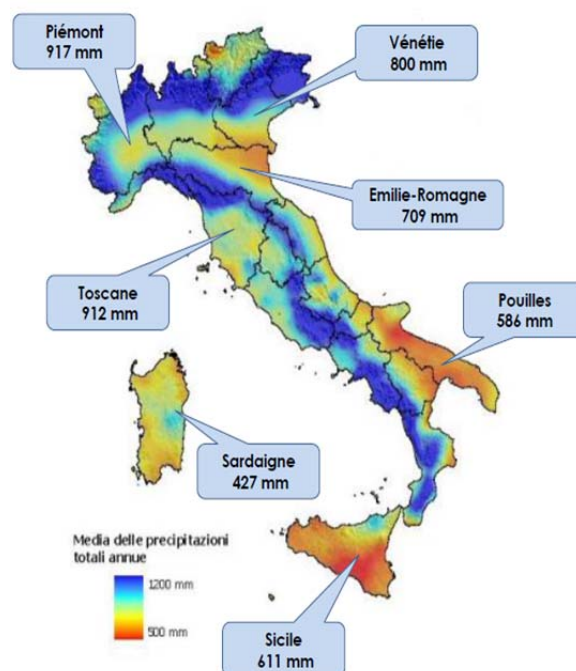 Piémont
917 mm
Vénétie
800 mm
Emilie-Romagne
709 mm
Toscane
912 mm
Pouilles
586 mm
Sardaigne
427 mm
Media delle precipitazioni
totali annue
1200 mm
500 mm
Sicile
611 mm